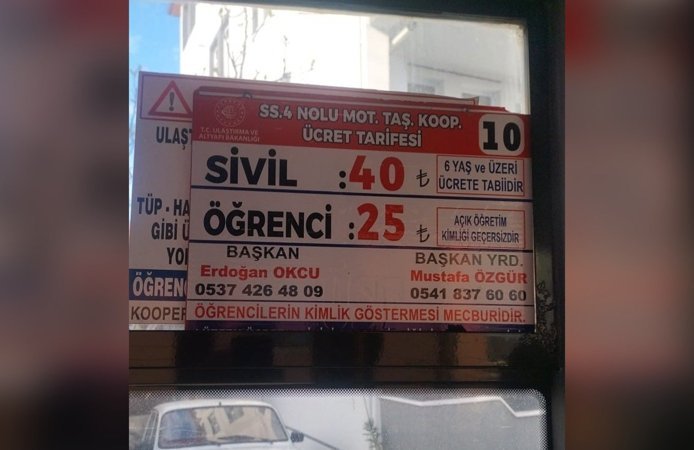 SS.4 NOLU MOT. TAŞ. KOOP.
ÜCRET TARİFESİ
10
T.C. ULAŞTIRMA VE
ALTYAPI BAKANLIĞI
SİVİL :40 ₺
6 YAŞ ve ÜZERİ
ÜCRETE TABİİDİR
ÖĞRENCİ :25 ₺
AÇIK ÖĞRETİM
KİMLİĞİ GEÇERSİZDİR
BAŞKAN
Erdoğan OKCU
0537 426 48 09
BAŞKAN YRD.
Mustafa ÖZGÜR
0541 837 60 60
ÖĞRENCİLERİN KİMLİK GÖSTERMESİ MECBURİDİR.
ULAŞT
TÜP - HA
GİBİ Ü
YO
ÖĞRENC
KOOPER